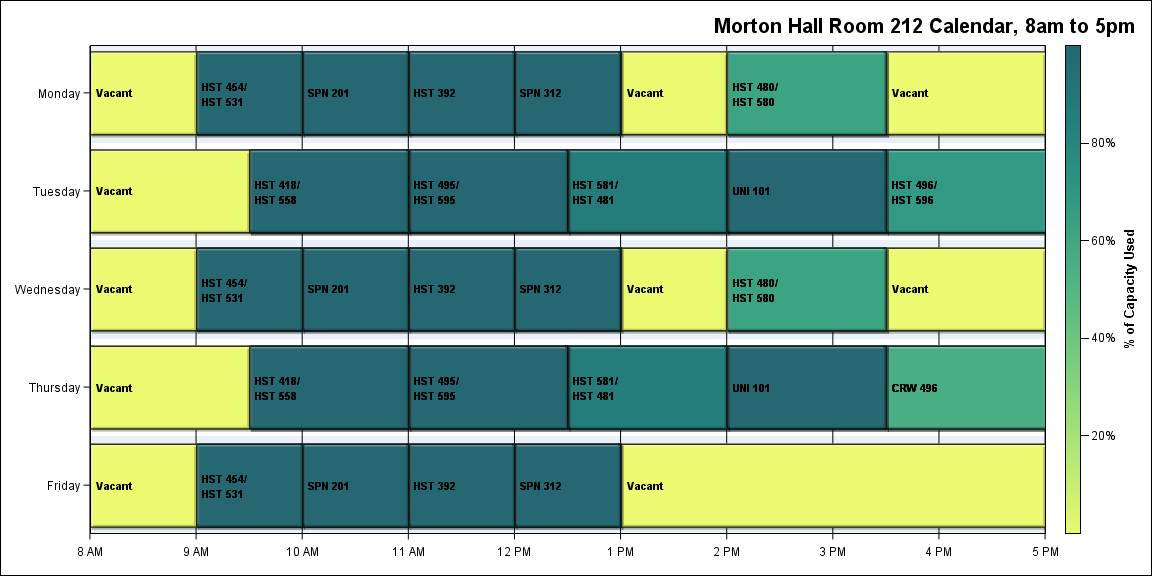 Morton Hall Room 212 Calendar, 8am to 5pm
Monday
Vacant
HST 454/
HST 531
SPN 201
HST 392
SPN 312
Vacant
HST 480/
HST 580
Vacant
Tuesday
Vacant
HST 418/
HST 558
HST 495/
HST 595
HST 581/
HST 481
UNI 101
HST 496/
HST 596
Wednesday
Vacant
HST 454/
HST 531
SPN 201
HST 392
SPN 312
Vacant
HST 480/
HST 580
Vacant
Thursday
Vacant
HST 418/
HST 558
HST 495/
HST 595
HST 581/
HST 481
UNI 101
CRW 496
Friday
Vacant
HST 454/
HST 531
SPN 201
HST 392
SPN 312
Vacant
8 AM
9 AM
10 AM
11 AM
12 PM
1 PM
2 PM
3 PM
4 PM
5 PM
80%
60%
40%
20%
% of Capacity Used